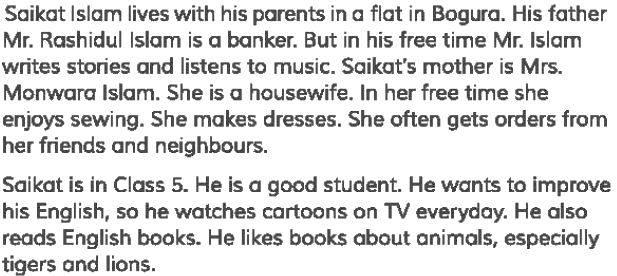 Saikat Islam lives with his parents in a flat in Bogura. His father
Mr. Rashidul Islam is a banker. But in his free time Mr. Islam
writes stories and listens to music. Saikat's mother is Mrs.
Monwara Islam. She is a housewife. In her free time she
enjoys sewing. She makes dresses. She often gets orders from
her friends and neighbours.
Saikat is in Class 5. He is a good student. He wants to improve
his English, so he watches cartoons on TV everyday. He also
reads English books. He likes books about animals, especially
tigers and lions.